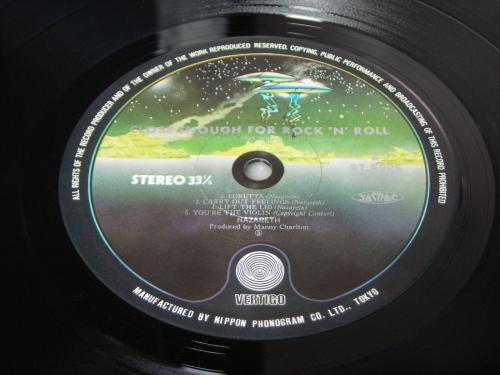 ALL RIGHTS OF THE RECORD PRODUCER AND OF THE OWNER OF THE WORK REPRODUCED RESERVED. COPYING, PUBLIC PERFORMANCE AND BROADCASTING OF THIS RECORD PROHIBITED
CLOSE ENOUGH FOR ROCK 'N' ROLL
STEREO 33⅓
JASRAC
1. LORETTA (Nazareth)
2. CARRY OUT FEELINGS (Nazareth)
4. LIFT THE LID (Nazareth)
5. YOU'RE THE VIOLIN (Copyright Control)
NAZARETH
Produced by Manny Charlton
VERTIGO
MANUFACTURED BY NIPPON PHONOGRAM CO. LTD., TOKYO